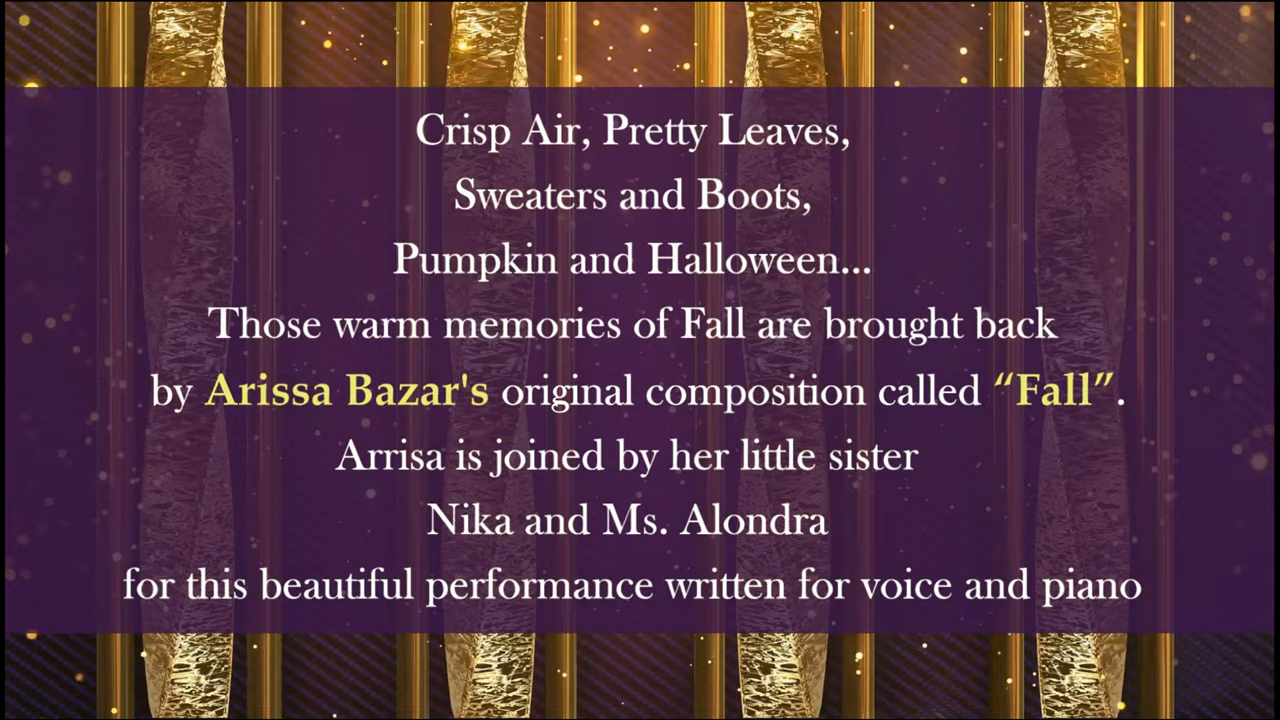 Crisp Air, Pretty Leaves,
Sweaters and Boots,
Pumpkin and Halloween...
Those warm memories of Fall are brought back
by Arissa Bazar's original composition called “Fall”.
Arrisa is joined by her little sister
Nika and Ms. Alondra
for this beautiful performance written for voice and piano